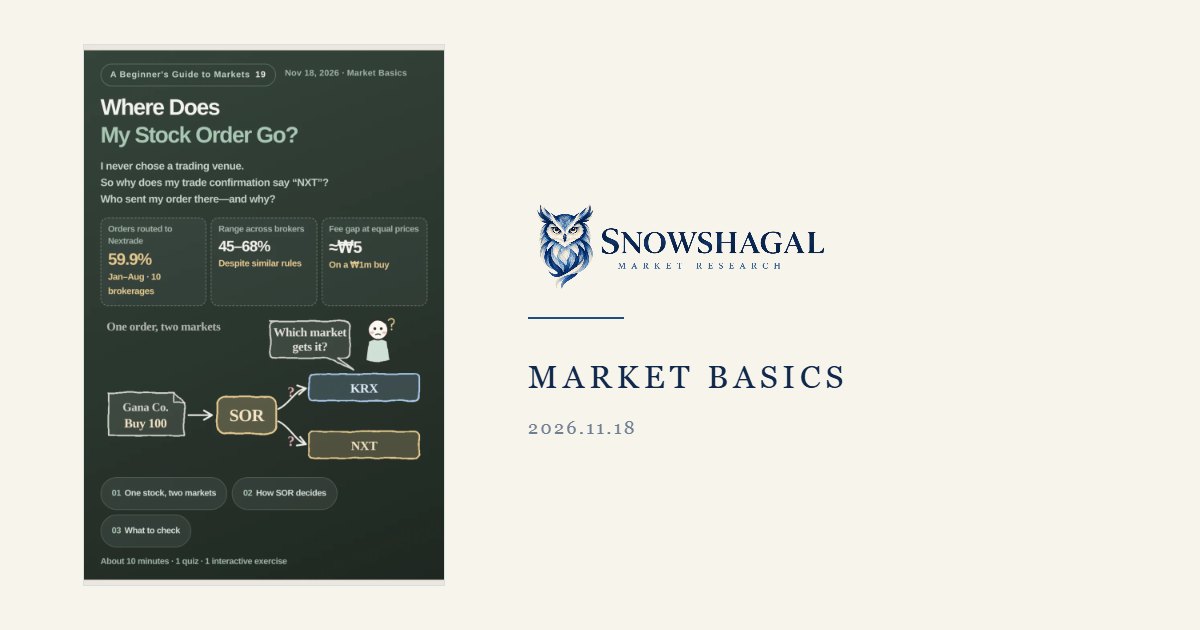 A Beginner's Guide to Markets 19
Nov 18, 2026 · Market Basics
Where Does
My Stock Order Go?
I never chose a trading venue.
So why does my trade confirmation say “NXT”?
Who sent my order there—and why?
Orders routed to
Nextrade
59.9%
Jan–Aug · 10
brokerages
Range across brokers
45–68%
Despite similar rules
Fee gap at equal prices
≈₩5
On a ₩1m buy
One order, two markets
Which market
gets it?
?
Gana Co.
Buy 100
SOR
?
KRX
?
NXT
01 One stock, two markets
02 How SOR decides
03 What to check
About 10 minutes · 1 quiz · 1 interactive exercise
SNOWSHAGAL
MARKET RESEARCH
MARKET BASICS
2026.11.18